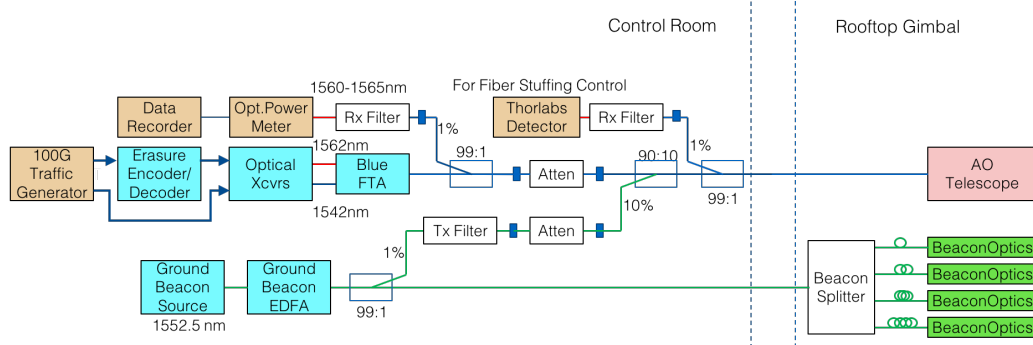 Control Room
Rooftop Gimbal
1560-1565nm
For Fiber Stuffing Control
Data
Recorder
Opt.Power
Meter
Rx Filter
Thorlabs
Detector
Rx Filter
1%
1%
100G
Traffic
Generator
Erasure
Encoder/
Decoder
Optical
Xcvrs
1562nm
Blue
FTA
1542nm
99:1
Atten
90:10
99:1
AO
Telescope
10%
Tx Filter
Atten
1%
Ground
Beacon
Source
1552.5 nm
Ground
Beacon
EDFA
99:1
Beacon
Splitter
BeaconOptics
BeaconOptics
BeaconOptics
BeaconOptics